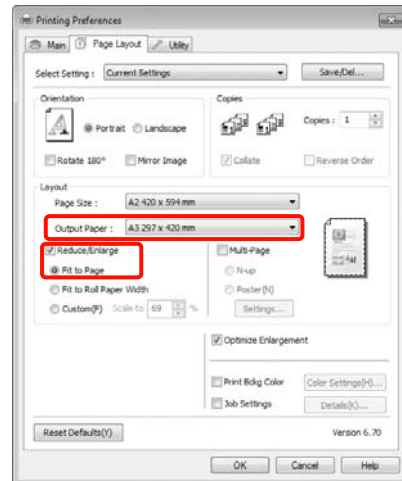 Printing Preferences
Main Page Layout Utility
Select Setting : Current Settings Save/Del...
Orientation Copies
Portrait Landscape Copies : 1
Rotate 180° Mirror Image Collate Reverse Order
Layout
Page Size : A2 420 x 594 mm
Output Paper : A3 297 x 420 mm
Reduce/Enlarge Multi-Page
Fit to Page N-up
Fit to Roll Paper Width Poster(N)
Custom(F) Scale to 69 % Settings...
Optimize Enlargement
Print Bckg Color Color Settings(H)...
Job Settings Details(K)...
Reset Defaults(Y) Version 6.70
OK Cancel Help